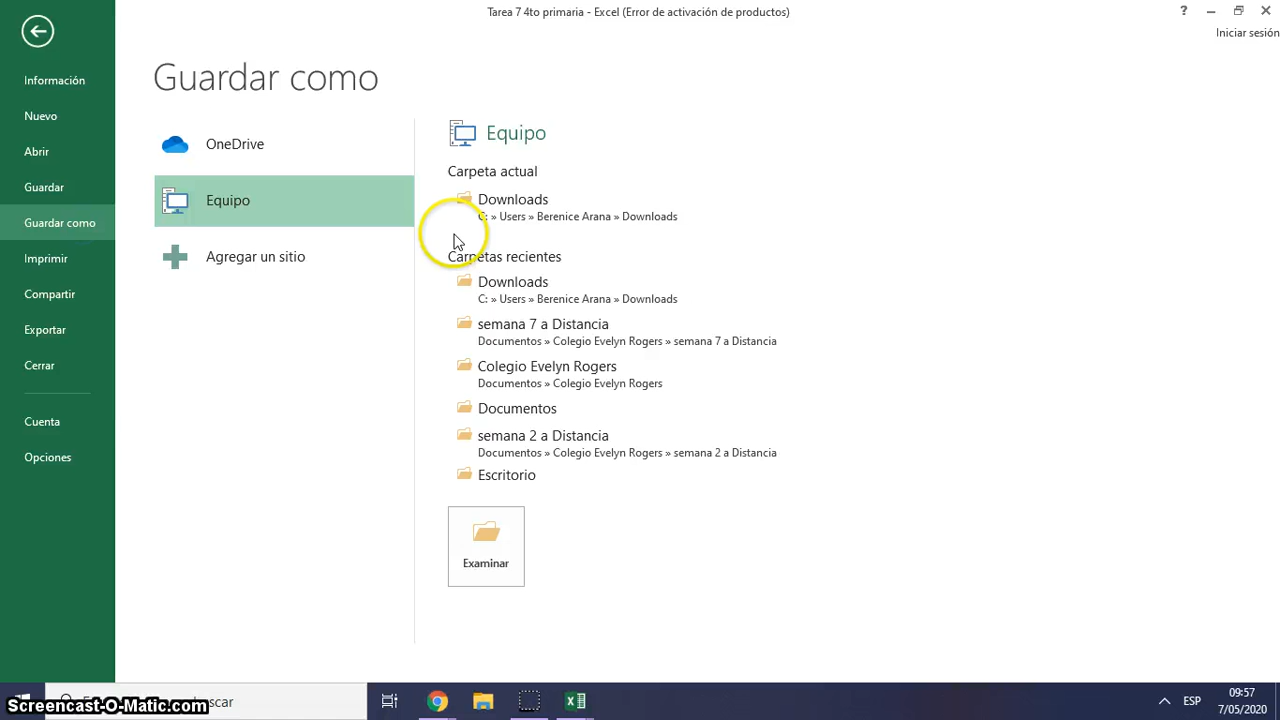 Tarea 7 4to primaria - Excel (Error de activación de productos)
?
Iniciar sesión
Información
Nuevo
Abrir
Guardar
Guardar como
Imprimir
Compartir
Exportar
Cerrar
Cuenta
Opciones
Guardar como
OneDrive
Equipo
Agregar un sitio
Equipo
Carpeta actual
Downloads
C: » Users » Berenice Arana » Downloads
Carpetas recientes
Downloads
C: » Users » Berenice Arana » Downloads
semana 7 a Distancia
Documentos » Colegio Evelyn Rogers » semana 7 a Distancia
Colegio Evelyn Rogers
Documentos » Colegio Evelyn Rogers
Documentos
semana 2 a Distancia
Documentos » Colegio Evelyn Rogers » semana 2 a Distancia
Escritorio
Examinar
buscar
Screencast-O-Matic.com
ESP
09:57
7/05/2020